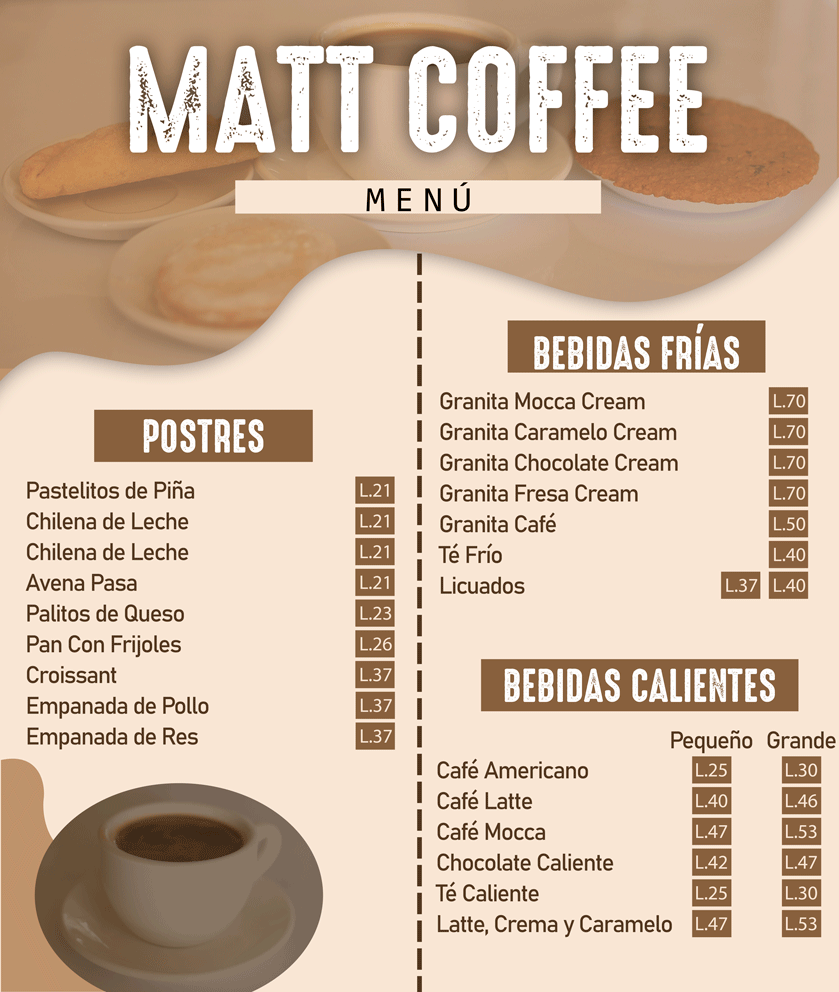 MATT COFFEE
MENÚ
POSTRES
Pastelitos de Piña L.21
Chilena de Leche L.21
Chilena de Leche L.21
Avena Pasa L.21
Palitos de Queso L.23
Pan Con Frijoles L.26
Croissant L.37
Empanada de Pollo L.37
Empanada de Res L.37
BEBIDAS FRÍAS
Granita Mocca Cream L.70
Granita Caramelo Cream L.70
Granita Chocolate Cream L.70
Granita Fresa Cream L.70
Granita Café L.50
Té Frío L.40
Licuados L.37 L.40
BEBIDAS CALIENTES
Pequeño Grande
Café Americano L.25 L.30
Café Latte L.40 L.46
Café Mocca L.47 L.53
Chocolate Caliente L.42 L.47
Té Caliente L.25 L.30
Latte, Crema y Caramelo L.47 L.53